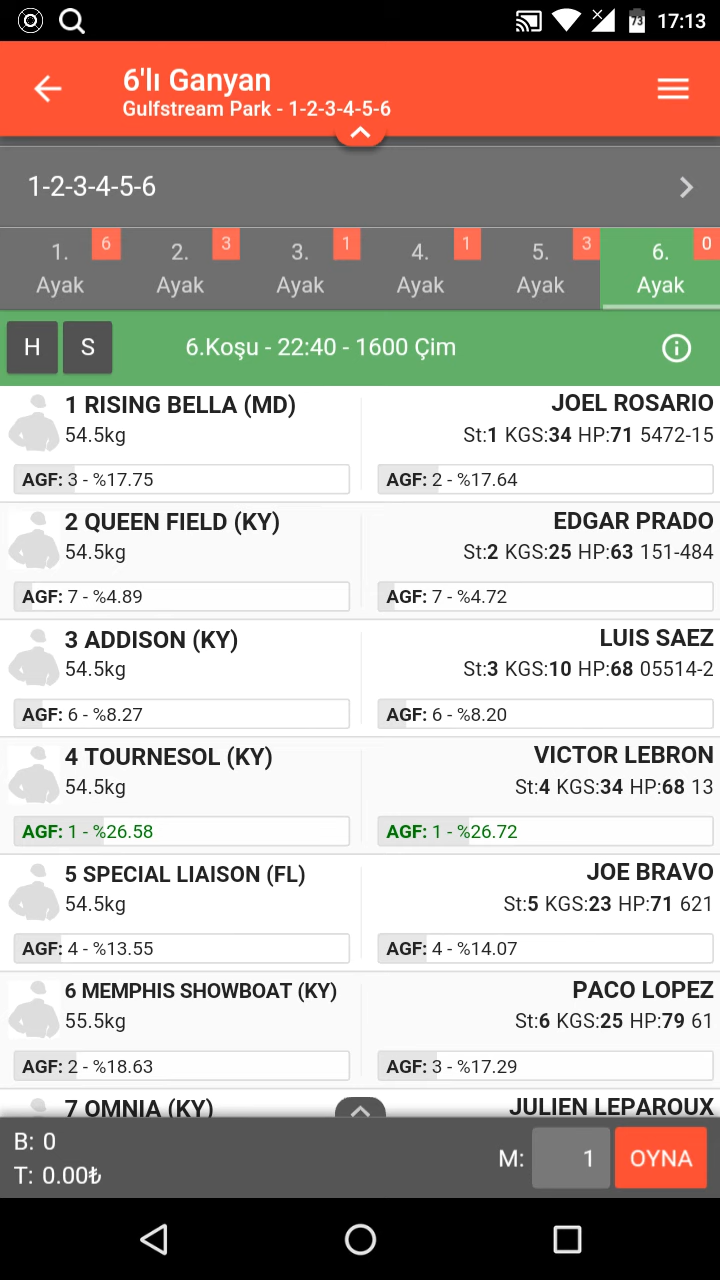 73 17:13
6'lı Ganyan
Gulfstream Park - 1-2-3-4-5-6
1-2-3-4-5-6
1. Ayak 6
2. Ayak 3
3. Ayak 1
4. Ayak 1
5. Ayak 3
6. Ayak 0
H S 6.Koşu - 22:40 - 1600 Çim
1 RISING BELLA (MD) JOEL ROSARIO
54.5kg St:1 KGS:34 HP:71 5472-15
AGF: 3 - %17.75 AGF: 2 - %17.64
2 QUEEN FIELD (KY) EDGAR PRADO
54.5kg St:2 KGS:25 HP:63 151-484
AGF: 7 - %4.89 AGF: 7 - %4.72
3 ADDISON (KY) LUIS SAEZ
54.5kg St:3 KGS:10 HP:68 05514-2
AGF: 6 - %8.27 AGF: 6 - %8.20
4 TOURNESOL (KY) VICTOR LEBRON
54.5kg St:4 KGS:34 HP:68 13
AGF: 1 - %26.58 AGF: 1 - %26.72
5 SPECIAL LIAISON (FL) JOE BRAVO
54.5kg St:5 KGS:23 HP:71 621
AGF: 4 - %13.55 AGF: 4 - %14.07
6 MEMPHIS SHOWBOAT (KY) PACO LOPEZ
55.5kg St:6 KGS:25 HP:79 61
AGF: 2 - %18.63 AGF: 3 - %17.29
7 OMNIA (KY) JULIEN LEPAROUX
B: 0
T: 0.00₺
M: 1 OYNA